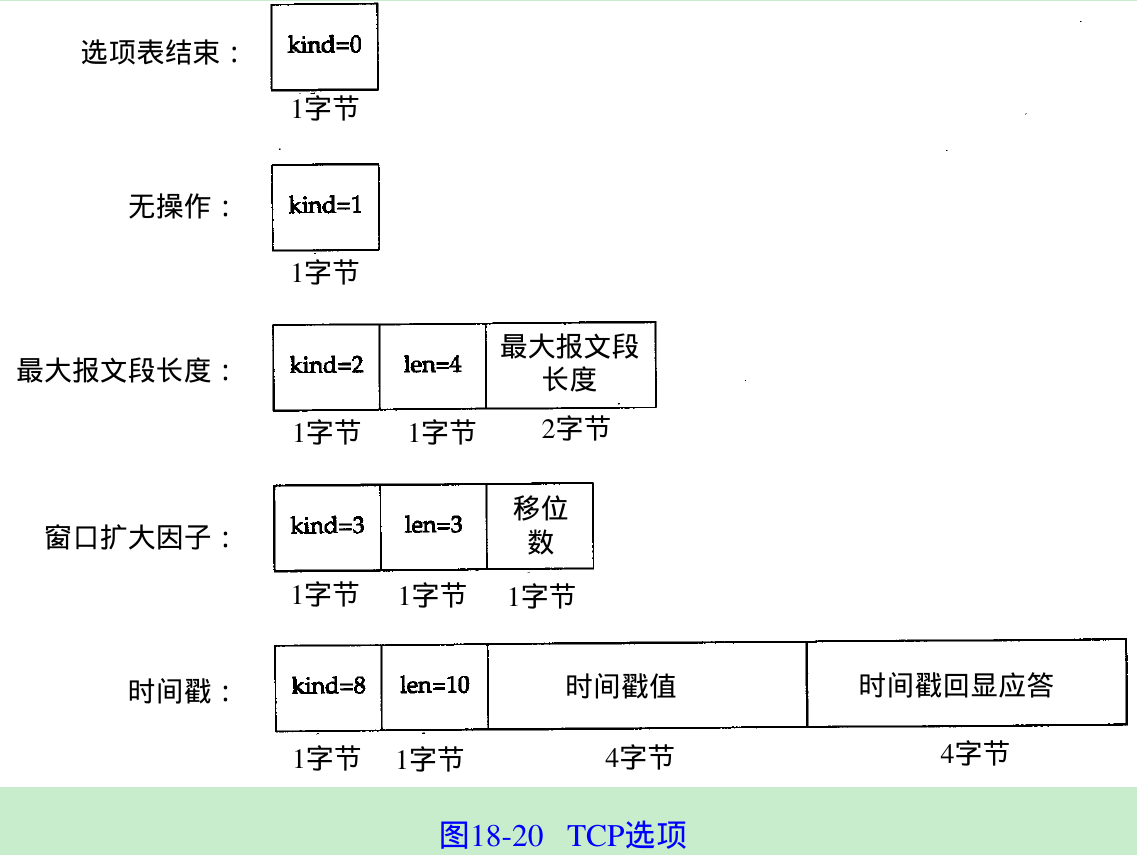 选项表结束：
kind=0
1字节
无操作：
kind=1
1字节
最大报文段长度：
kind=2
len=4
最大报文段
长度
1字节
1字节
2字节
窗口扩大因子：
kind=3
len=3
移位
数
1字节
1字节
1字节
时间戳：
kind=8
len=10
时间戳值
时间戳回显应答
1字节
1字节
4字节
4字节
图18-20 TCP选项